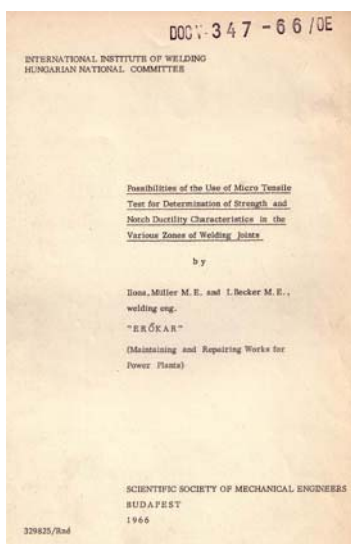 DOC V-347-66/OE
INTERNATIONAL INSTITUTE OF WELDING
HUNGARIAN NATIONAL COMMITTEE
Possibilities of the Use of Micro Tensile
Test for Determination of Strength and
Notch Ductility Characteristics in the
Various Zones of Welding Joints
by
Ilona, Müller M. E. and I. Becker M. E.,
welding eng.
"ERŐKAR"
(Maintaining and Repairing Works for
Power Plants)
SCIENTIFIC SOCIETY OF MECHANICAL ENGINEERS
BUDAPEST
1966
329825/Rnd